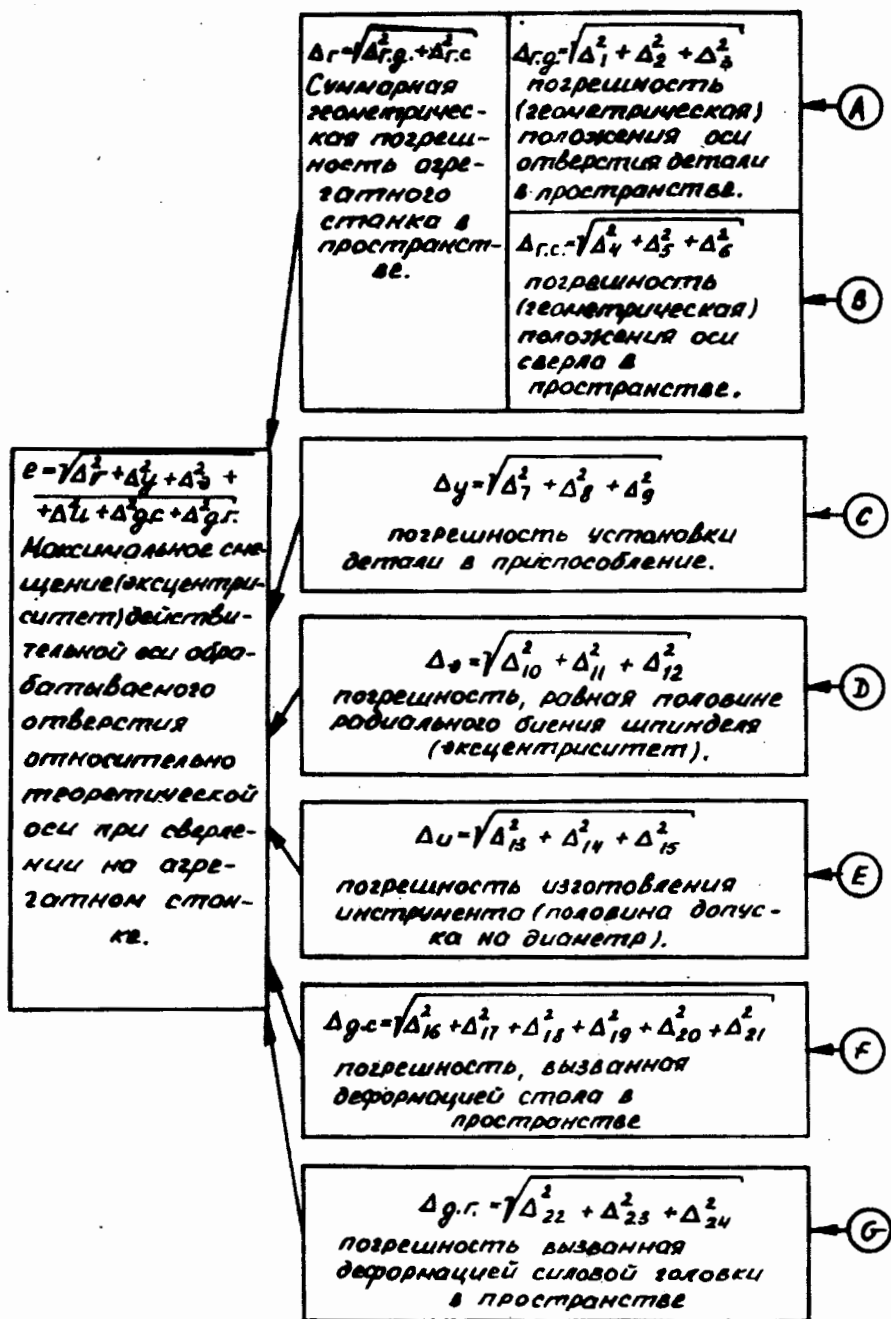 Δг=√Δ²г.д.+Δ²г.с
Суммарная
геометричес-
кая погреш-
ность агре-
гатного
станка в
пространст-
ве.
Δг.д.=√Δ²₁ + Δ²₂ + Δ²₃
погрешность
(геометрическая)
положения оси
отверстия детали
в пространстве.
A
Δг.с.=√Δ²₄ + Δ²₅ + Δ²₆
погрешность
(геометрическая)
положения оси
сверла в
пространстве.
B
e=√Δ²г + Δ²у + Δ²э +
+Δ²и + Δ²д.с + Δ²д.г.
Максимальное сме-
щение(эксцентри-
ситет)действи-
тельной оси обра-
батываемого
отверстия
относительно
теоретической
оси при сверле-
нии на агре-
гатном стан-
ке.
Δу=√Δ²₇ + Δ²₈ + Δ²₉
погрешность установки
детали в приспособление.
C
Δэ=√Δ²₁₀ + Δ²₁₁ + Δ²₁₂
погрешность, равная половине
радиального биения шпинделя
(эксцентриситет).
D
Δи=√Δ²₁₃ + Δ²₁₄ + Δ²₁₅
погрешность изготовления
инструмента (половина допус-
ка на диаметр).
E
Δд.с=√Δ²₁₆ + Δ²₁₇ + Δ²₁₈ + Δ²₁₉ + Δ²₂₀ + Δ²₂₁
погрешность, вызванная
деформацией стола в
пространстве
F
Δд.г.=√Δ²₂₂ + Δ²₂₃ + Δ²₂₄
погрешность вызванная
деформацией силовой головки
в пространстве
G